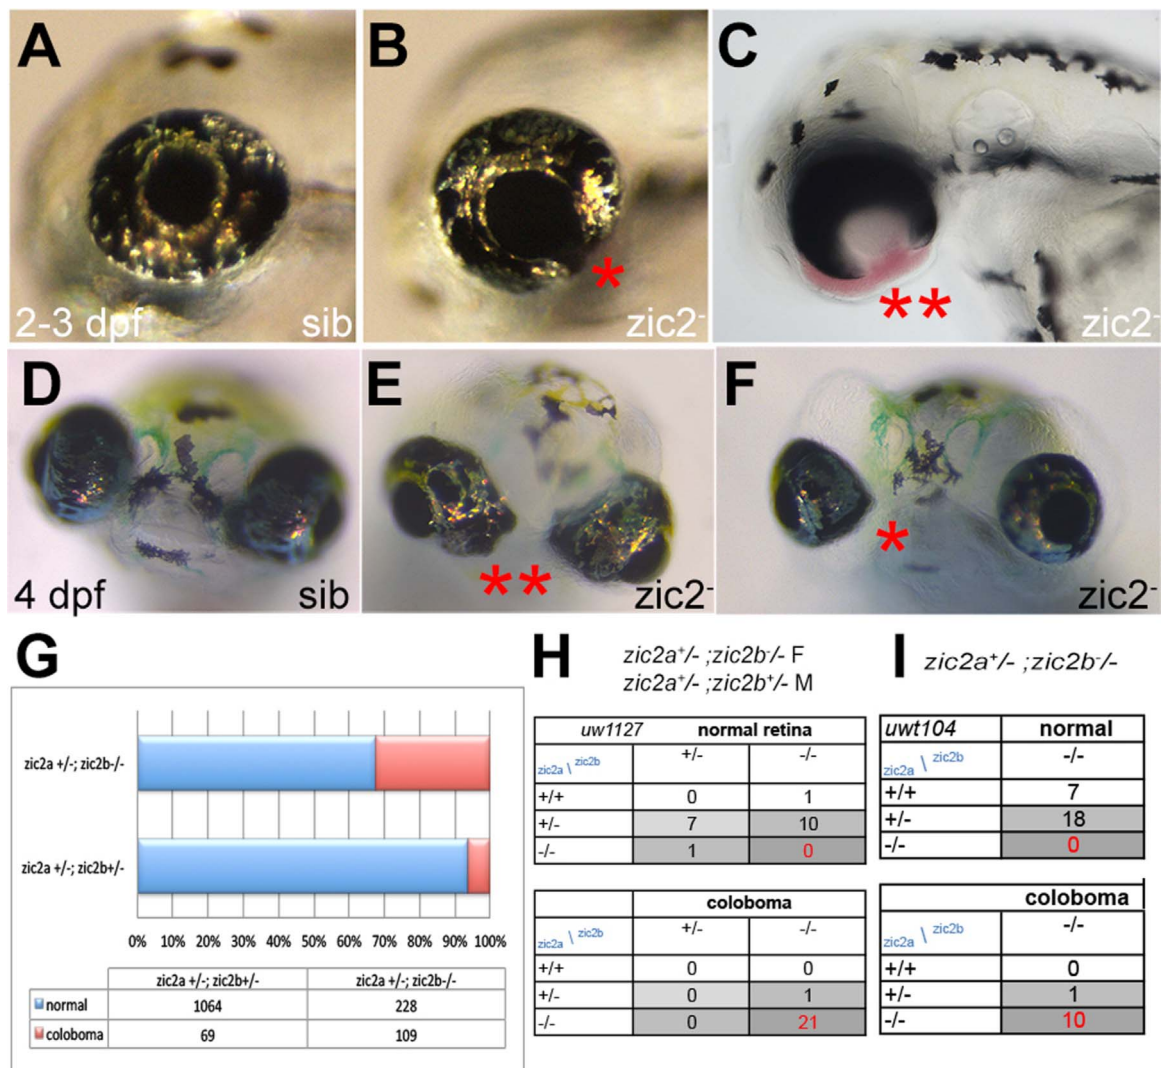 A
B
C
*
**
2-3 dpf
sib
zic2-
zic2-
D
E
F
**
*
4 dpf
sib
zic2-
zic2-
G
zic2a +/-; zic2b-/-
zic2a +/-; zic2b+/-
0% 10% 20% 30% 40% 50% 60% 70% 80% 90% 100%
zic2a +/-; zic2b+/- zic2a +/-; zic2b-/-
normal 1064 228
coloboma 69 109
H
zic2a+/- ;zic2b-/- F
zic2a+/- ;zic2b+/- M
uw1127 normal retina
zic2a \ zic2b +/- -/-
+/+ 0 1
+/- 7 10
-/- 1 0
coloboma
zic2a \ zic2b +/- -/-
+/+ 0 0
+/- 0 1
-/- 0 21
I
zic2a+/- ;zic2b-/-
uwt104 normal
zic2a \ zic2b -/-
+/+ 7
+/- 18
-/- 0
coloboma
zic2a \ zic2b -/-
+/+ 0
+/- 1
-/- 10